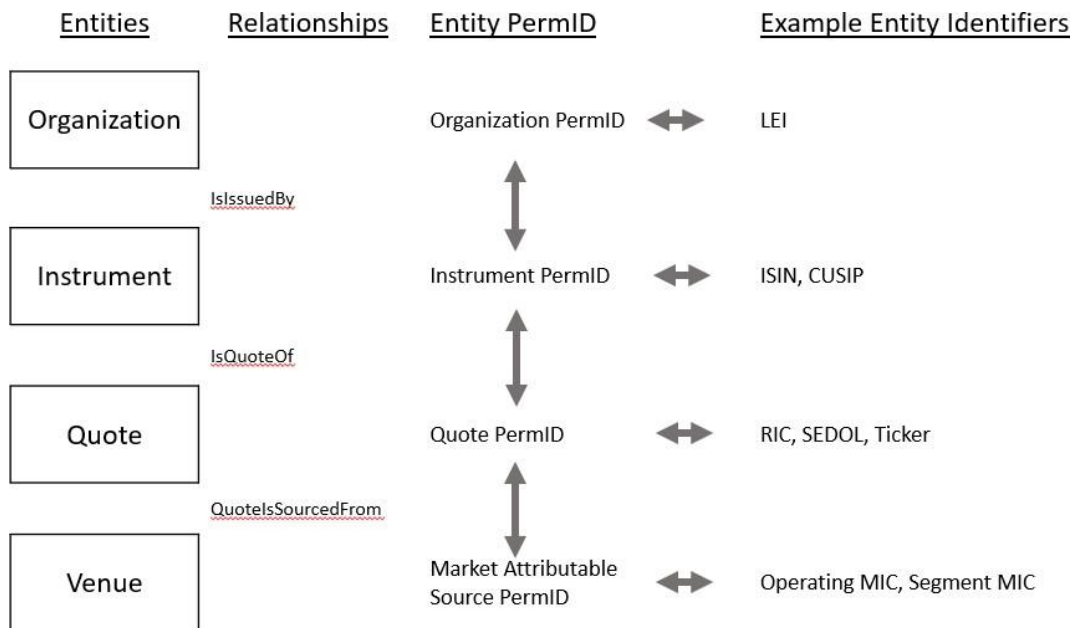 Entities Relationships Entity PermID Example Entity Identifiers
Organization Organization PermID LEI
IsIssuedBy
Instrument Instrument PermID ISIN, CUSIP
IsQuoteOf
Quote Quote PermID RIC, SEDOL, Ticker
QuoteIsSourcedFrom
Venue Market Attributable Source PermID Operating MIC, Segment MIC